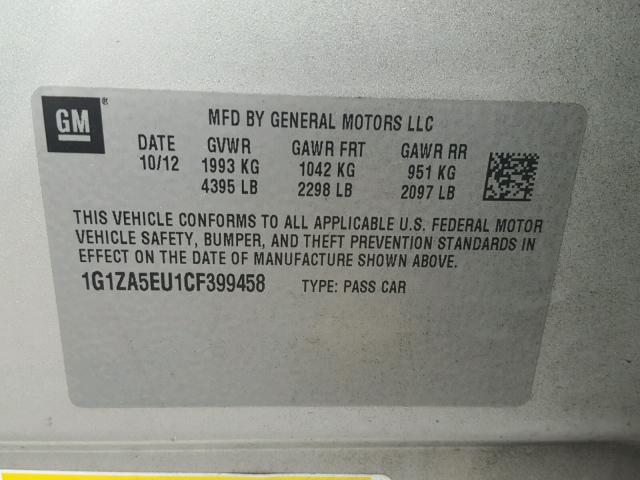 GM®
MFD BY GENERAL MOTORS LLC
DATE GVWR GAWR FRT GAWR RR
10/12 1993 KG 1042 KG 951 KG
4395 LB 2298 LB 2097 LB
THIS VEHICLE CONFORMS TO ALL APPLICABLE U.S. FEDERAL MOTOR
VEHICLE SAFETY, BUMPER, AND THEFT PREVENTION STANDARDS IN
EFFECT ON THE DATE OF MANUFACTURE SHOWN ABOVE.
1G1ZA5EU1CF399458 TYPE: PASS CAR